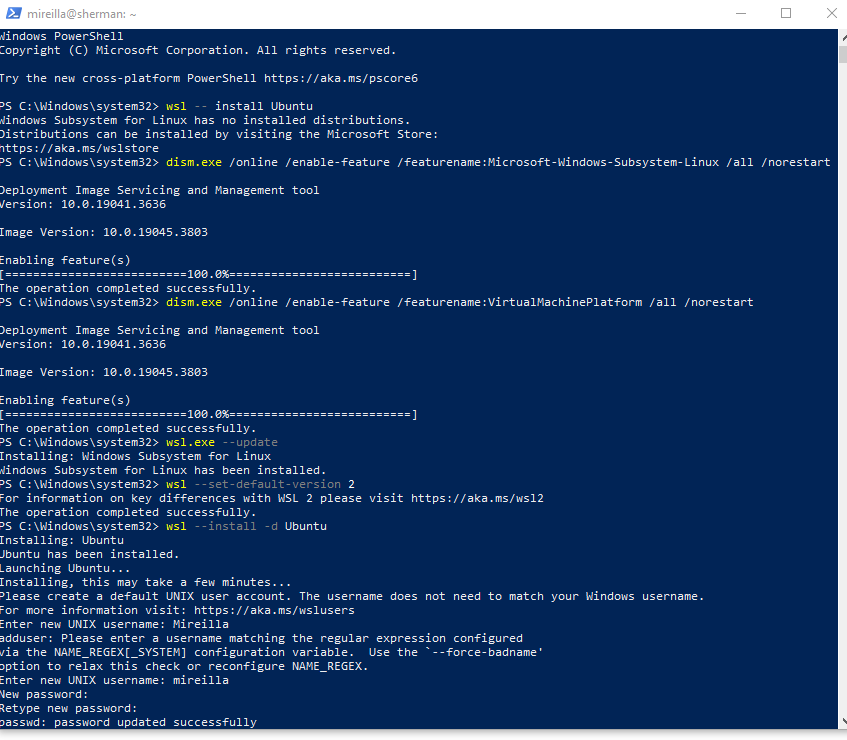 mireilla@sherman: ~
Windows PowerShell
Copyright (C) Microsoft Corporation. All rights reserved.
Try the new cross-platform PowerShell https://aka.ms/pscore6
PS C:\Windows\system32> wsl -- install Ubuntu
Windows Subsystem for Linux has no installed distributions.
Distributions can be installed by visiting the Microsoft Store:
https://aka.ms/wslstore
PS C:\Windows\system32> dism.exe /online /enable-feature /featurename:Microsoft-Windows-Subsystem-Linux /all /norestart
Deployment Image Servicing and Management tool
Version: 10.0.19041.3636
Image Version: 10.0.19045.3803
Enabling feature(s)
[==========================100.0%==========================]
The operation completed successfully.
PS C:\Windows\system32> dism.exe /online /enable-feature /featurename:VirtualMachinePlatform /all /norestart
Deployment Image Servicing and Management tool
Version: 10.0.19041.3636
Image Version: 10.0.19045.3803
Enabling feature(s)
[==========================100.0%==========================]
The operation completed successfully.
PS C:\Windows\system32> wsl.exe --update
Installing: Windows Subsystem for Linux
Windows Subsystem for Linux has been installed.
PS C:\Windows\system32> wsl --set-default-version 2
For information on key differences with WSL 2 please visit https://aka.ms/wsl2
The operation completed successfully.
PS C:\Windows\system32> wsl --install -d Ubuntu
Installing: Ubuntu
Ubuntu has been installed.
Launching Ubuntu...
Installing, this may take a few minutes...
Please create a default UNIX user account. The username does not need to match your Windows username.
For more information visit: https://aka.ms/wslusers
Enter new UNIX username: Mireilla
adduser: Please enter a username matching the regular expression configured
via the NAME_REGEX[_SYSTEM] configuration variable.  Use the `--force-badname'
option to relax this check or reconfigure NAME_REGEX.
Enter new UNIX username: mireilla
New password:
Retype new password:
passwd: password updated successfully